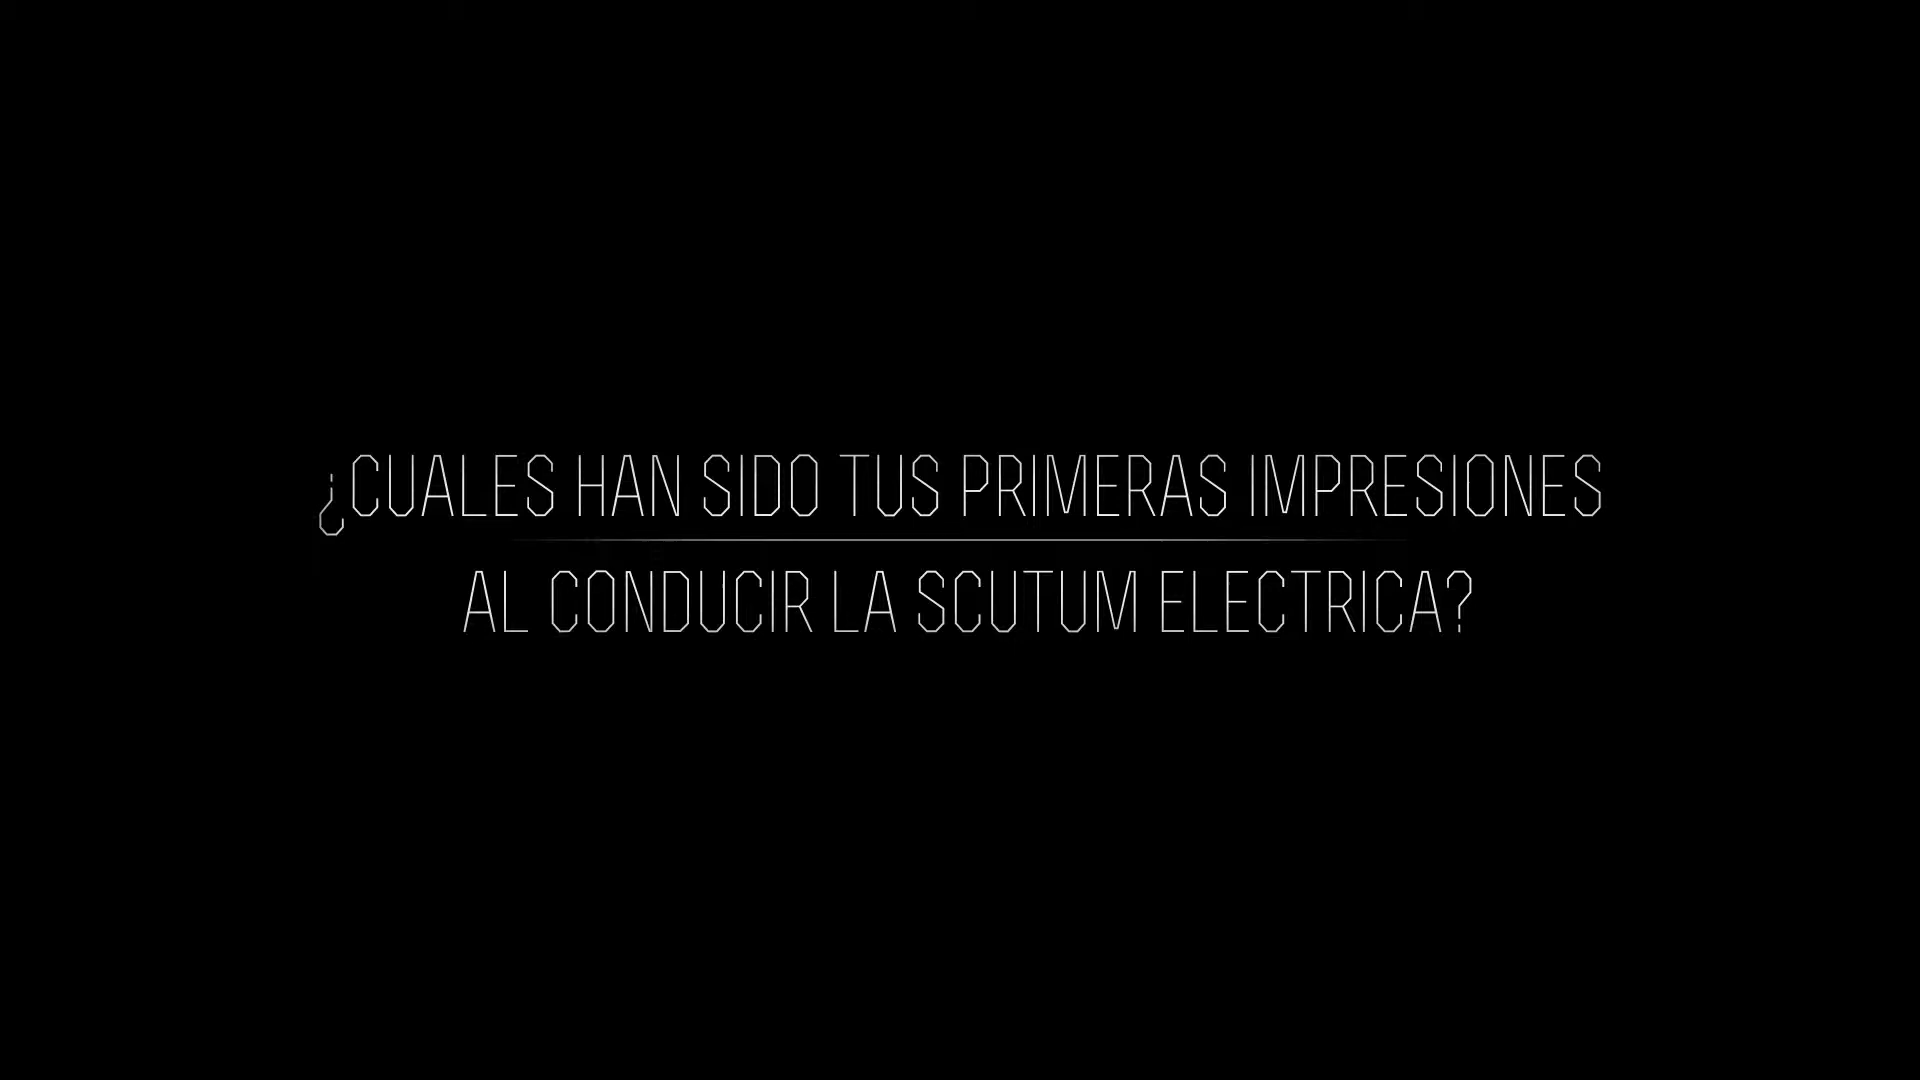 ¿CUALES HAN SIDO TUS PRIMERAS IMPRESIONES
AL CONDUCIR LA SCUTUM ELECTRICA?